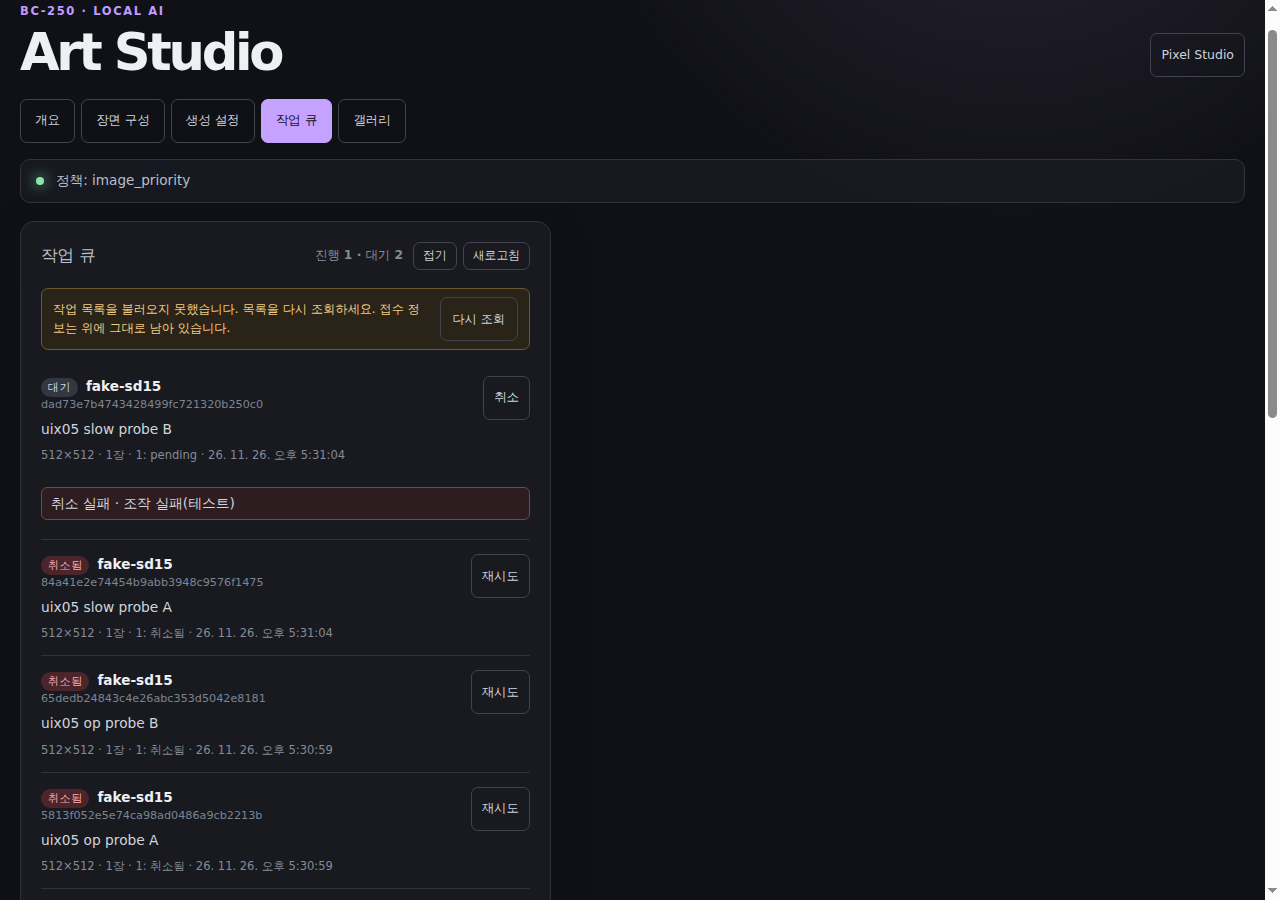 BC-250 · LOCAL AI
Art Studio
Pixel Studio
개요
장면 구성
생성 설정
작업 큐
갤러리
정책: image_priority
작업 큐
진행 1 · 대기 2
접기
새로고침
작업 목록을 불러오지 못했습니다. 목록을 다시 조회하세요. 접수 정
보는 위에 그대로 남아 있습니다.
다시 조회
대기 fake-sd15
취소
dad73e7b4743428499fc721320b250c0
uix05 slow probe B
512×512 · 1장 · 1: pending · 26. 11. 26. 오후 5:31:04
취소 실패 · 조작 실패(테스트)
취소됨 fake-sd15
재시도
84a41e2e74454b9abb3948c9576f1475
uix05 slow probe A
512×512 · 1장 · 1: 취소됨 · 26. 11. 26. 오후 5:31:04
취소됨 fake-sd15
재시도
65dedb24843c4e26abc353d5042e8181
uix05 op probe B
512×512 · 1장 · 1: 취소됨 · 26. 11. 26. 오후 5:30:59
취소됨 fake-sd15
재시도
5813f052e5e74ca98ad0486a9cb2213b
uix05 op probe A
512×512 · 1장 · 1: 취소됨 · 26. 11. 26. 오후 5:30:59